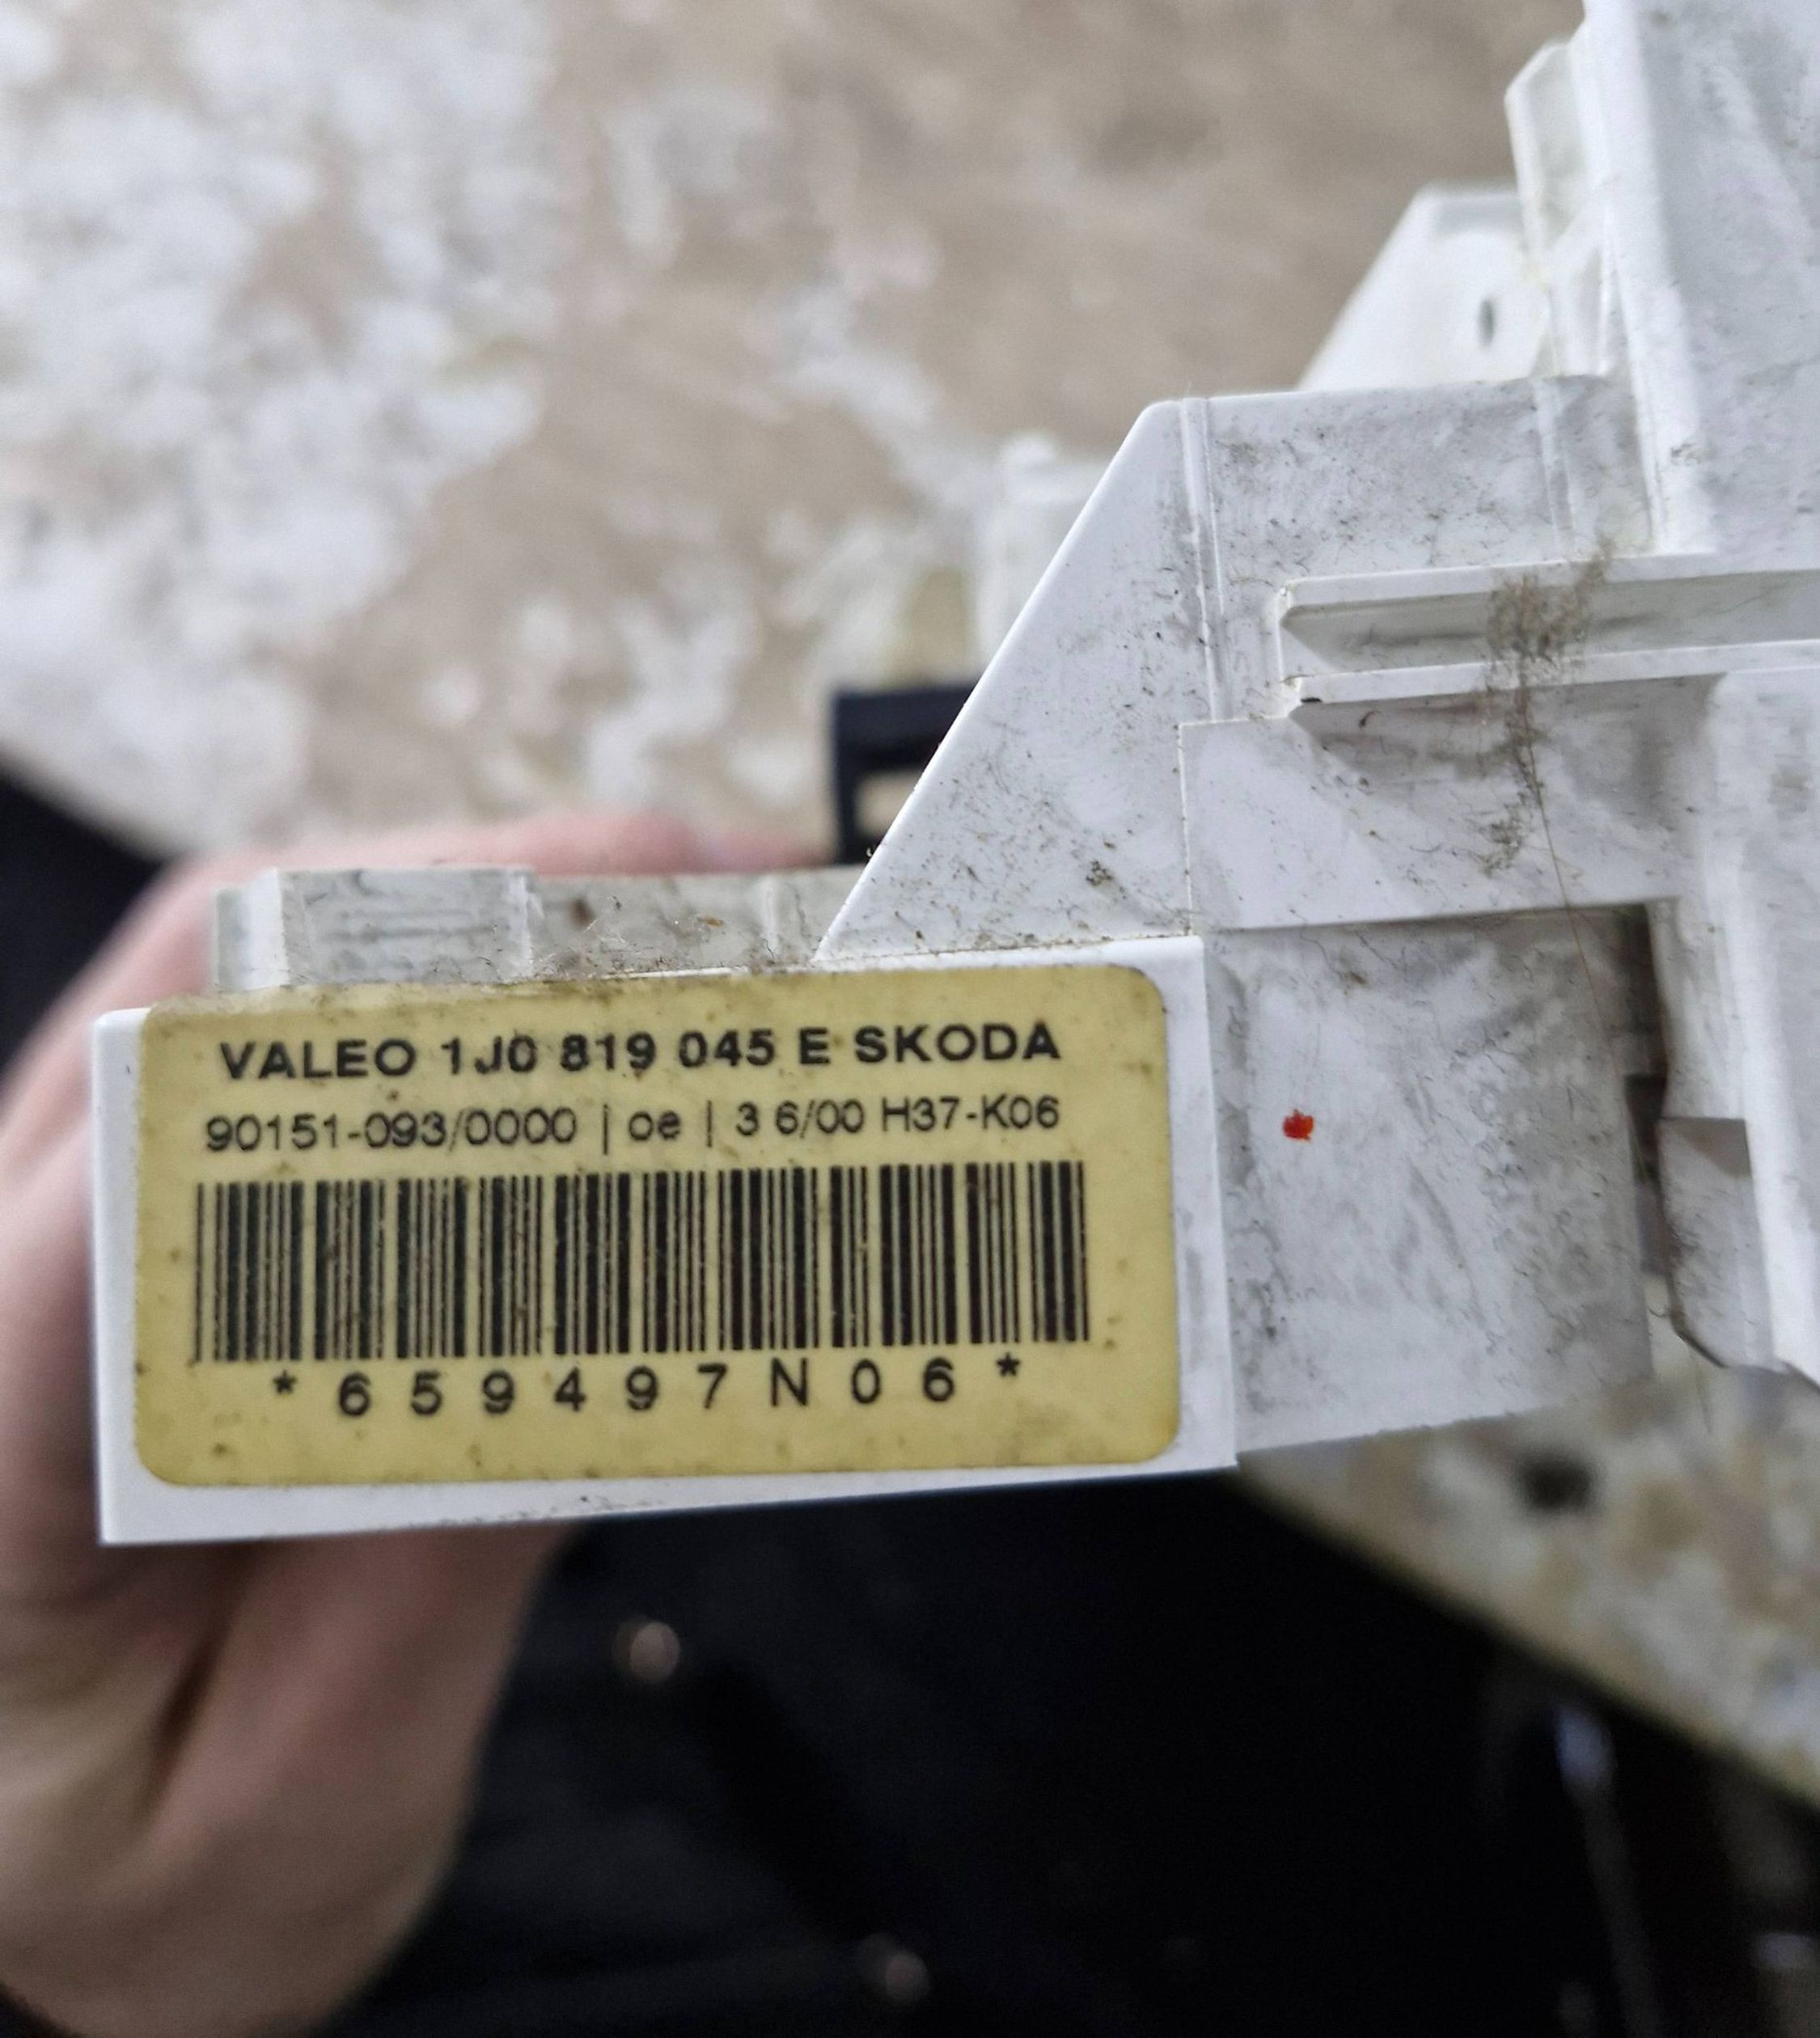 VALEO 1J0 819 045 E SKODA
90151-093/0000 | oe | 3 6/00 H37-K06
*659497N06*